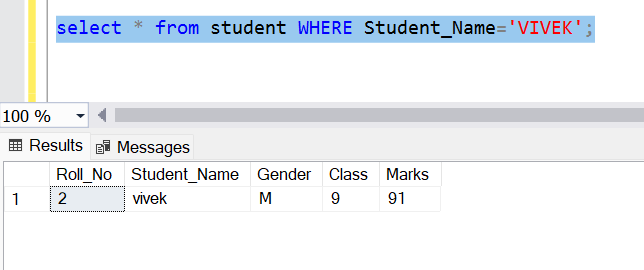 select * from student WHERE Student_Name='VIVEK';
100 %
Results Messages
Roll_No Student_Name Gender Class Marks
1 2 vivek M 9 91